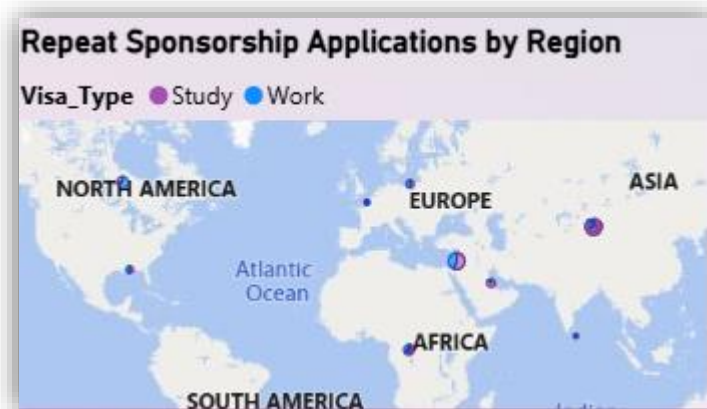 Repeat Sponsorship Applications by Region
Visa_Type Study Work
NORTH AMERICA
EUROPE
ASIA
Atlantic
Ocean
AFRICA
SOUTH AMERICA